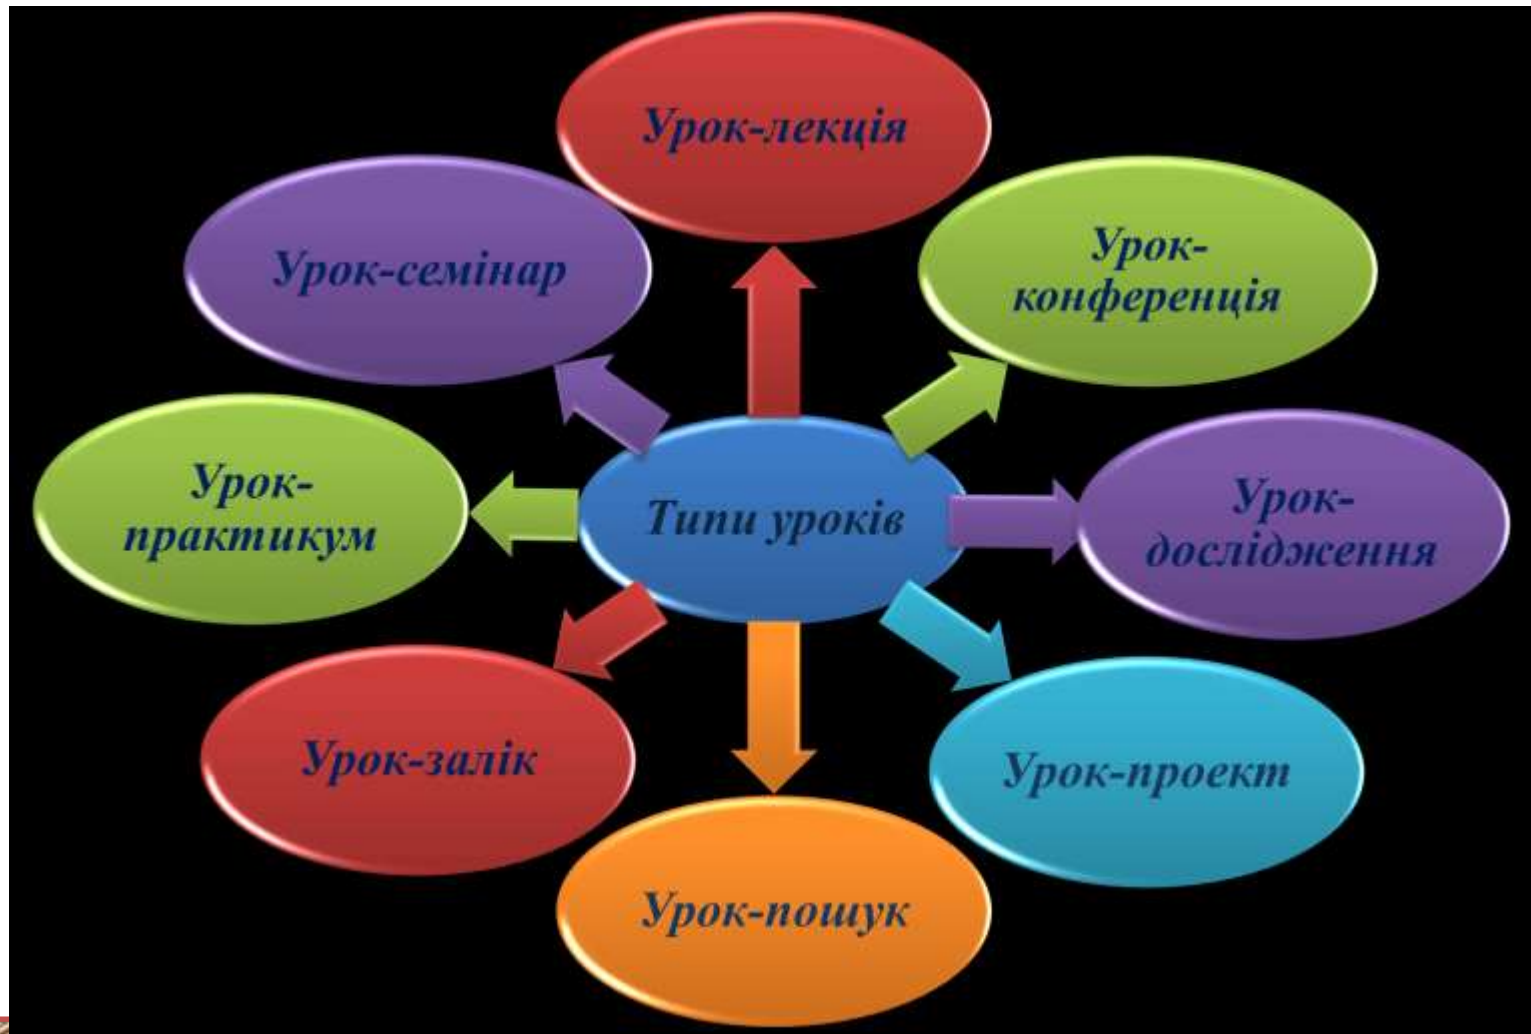 Урок-лекція
Урок-
конференція
Урок-
дослідження
Урок-проект
Урок-пошук
Урок-залік
Урок-
практикум
Урок-семінар
Типи уроків